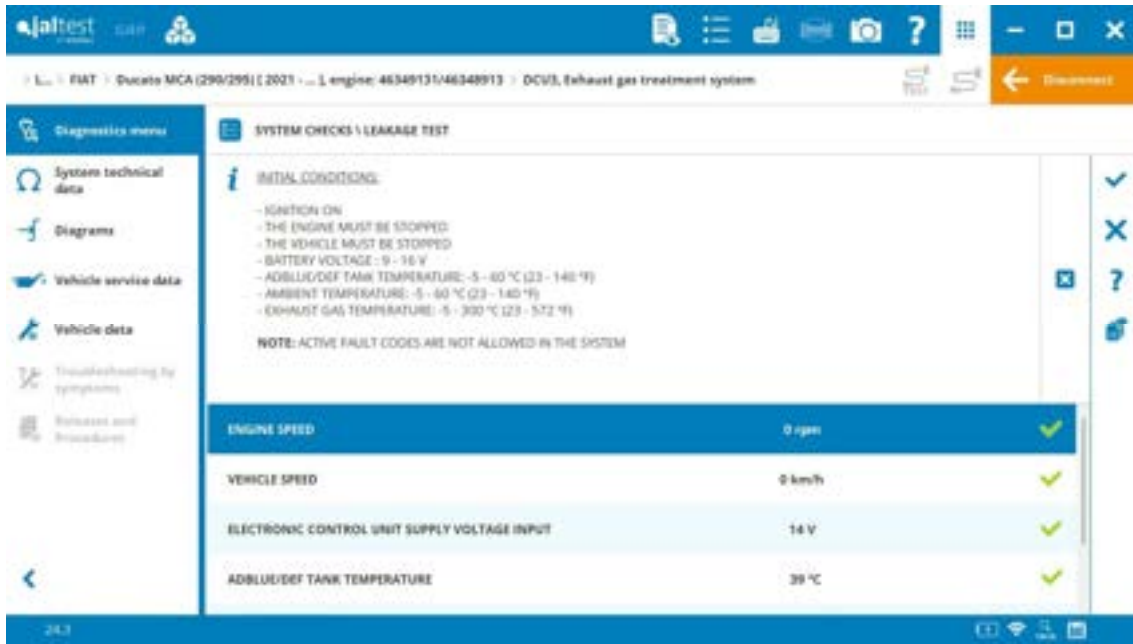 jaltest
> L... > FIAT > Ducato MCA (290/295) [ 2021 - ... ], engine: 46349131/46348913 > DCU3, Exhaust gas treatment system
Disconnect
Diagnostics menu
System technical data
Diagrams
Vehicle service data
Vehicle data
Troubleshooting by symptoms
Releases and Procedures
SYSTEM CHECKS \ LEAKAGE TEST
INITIAL CONDITIONS:
- IGNITION ON
- THE ENGINE MUST BE STOPPED
- THE VEHICLE MUST BE STOPPED
- BATTERY VOLTAGE : 9 - 16 V
- ADBLUE/DEF TANK TEMPERATURE: -5 - 60 °C (23 - 140 °F)
- AMBIENT TEMPERATURE: -5 - 60 °C (23 - 140 °F)
- EXHAUST GAS TEMPERATURE: -5 - 300 °C (23 - 572 °F)
NOTE: ACTIVE FAULT CODES ARE NOT ALLOWED IN THE SYSTEM
ENGINE SPEED 0 rpm
VEHICLE SPEED 0 km/h
ELECTRONIC CONTROL UNIT SUPPLY VOLTAGE INPUT 14 V
ADBLUE/DEF TANK TEMPERATURE 39 °C
24.3